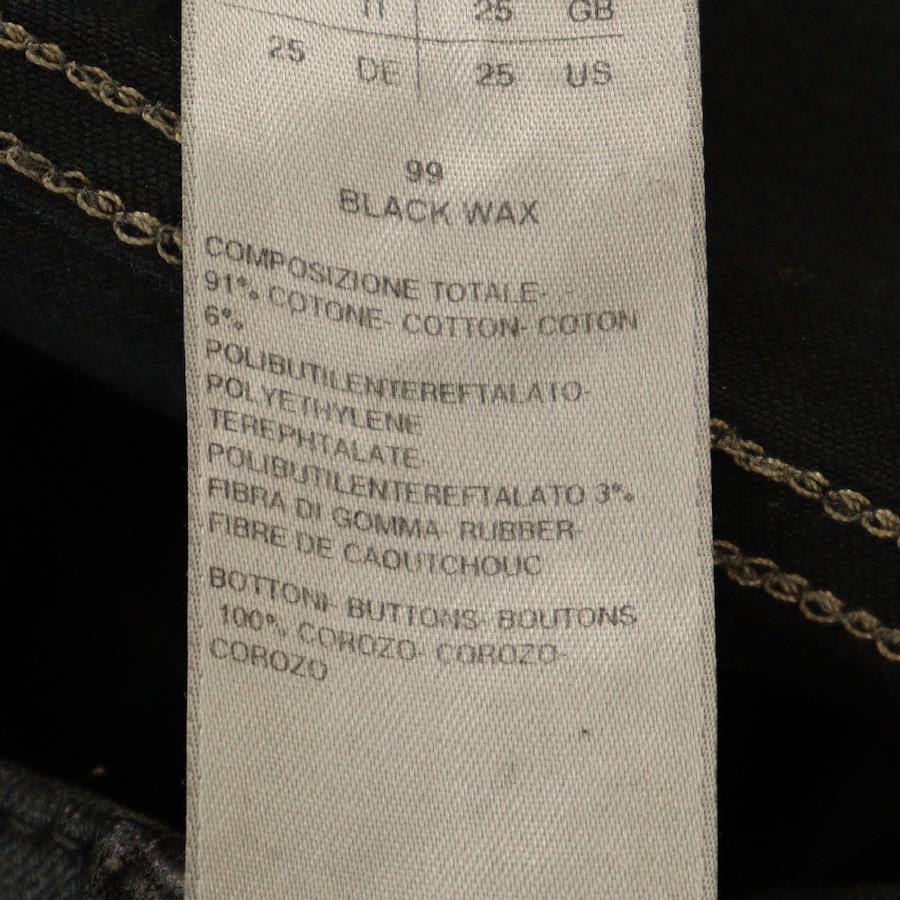 IT 25 GB
25 DE 25 US
99
BLACK WAX
COMPOSIZIONE TOTALE-
91% COTONE- COTTON- COTON
6%
POLIBUTILENTEREFTALATO-
POLYETHYLENE
TEREPHTALATE-
POLIBUTILENTEREFTALATO 3%
FIBRA DI GOMMA- RUBBER-
FIBRE DE CAOUTCHOUC
BOTTONI- BUTTONS- BOUTONS
100% COROZO- COROZO-
COROZO